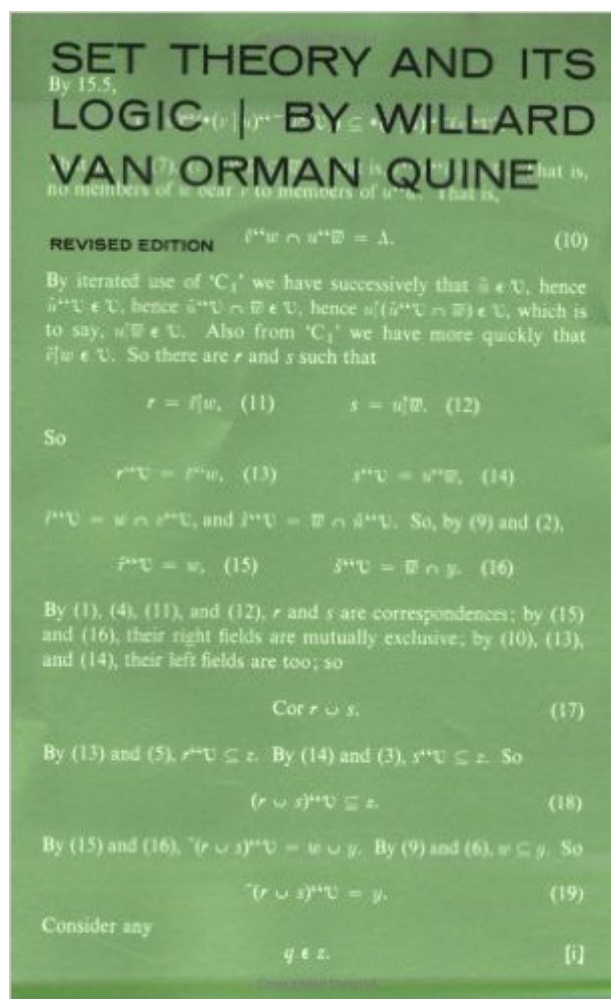 SET THEORY AND ITS
By 15.5,
LOGIC | BY WILLARD
VAN ORMAN QUINE
that is,
no members of w bear v to members of That is,
REVISED EDITION
v̆“w ∩ u“w̅ = Λ. (10)
By iterated use of ‘C₁’ we have successively that ŭ ϵ ϑ, hence
ŭ“ϑ ϵ ϑ, hence ŭ“ϑ ∩ w̅ ϵ ϑ, hence u↿(ŭ“ϑ ∩ w̅) ϵ ϑ, which is
to say, u↿w̅ ϵ ϑ. Also from ‘C₁’ we have more quickly that
v̆↿w ϵ ϑ. So there are r and s such that
r = v̆↿w, (11) s = u↿w̅. (12)
So
r“ϑ = v̆“w, (13) s“ϑ = u“w̅, (14)
r̆“ϑ = w ∩ v“ϑ, and s̆“ϑ = w̅ ∩ ŭ“ϑ. So, by (9) and (2),
r̆“ϑ = w, (15) s̆“ϑ = w̅ ∩ y. (16)
By (1), (4), (11), and (12), r and s are correspondences; by (15)
and (16), their right fields are mutually exclusive; by (10), (13),
and (14), their left fields are too; so
Cor r ∪ s. (17)
By (13) and (5), r“ϑ ⊆ z. By (14) and (3), s“ϑ ⊆ z. So
(r ∪ s)“ϑ ⊆ z. (18)
By (15) and (16), ˘(r ∪ s)“ϑ = w ∪ y. By (9) and (6), w ⊆ y. So
˘(r ∪ s)“ϑ = y. (19)
Consider any
q ϵ z. [i]